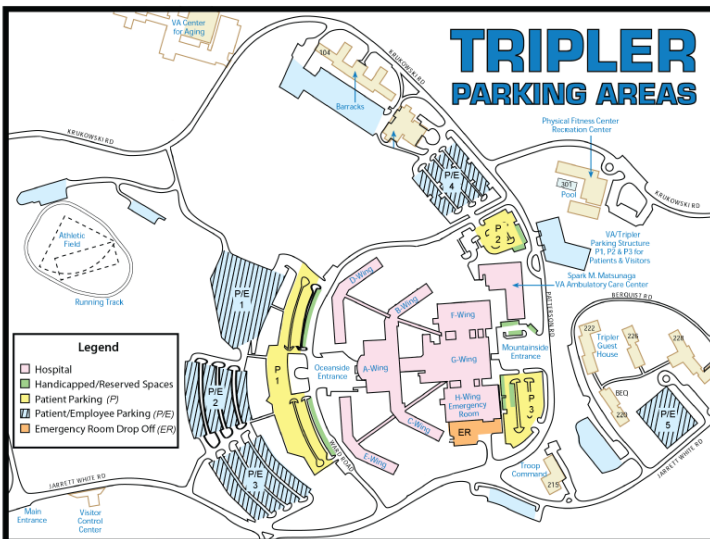 TRIPLER
PARKING AREAS
VA Center
for Aging
104
KRUKOWSKI RD
Barracks
Physical Fitness Center
Recreation Center
KRUKOWSKI RD
P/E
4
301
Pool
KRUKOWSKI RD
P
2
VA/Tripler
Parking Structure
P1, P2 & P3 for
Patients & Visitors
Athletic
Field
Running Track
D-Wing
Spark M. Matsunaga
VA Ambulatory Care Center
P/E
1
B-Wing
PATTERSON RD
BERQUIST RD
F-Wing
222
Tripler
Guest
House
226
228
Mountainside
Entrance
Legend
Hospital
Handicapped/Reserved Spaces
Patient Parking (P)
Patient/Employee Parking (P/E)
Emergency Room Drop Off (ER)
P
1
Oceanside
Entrance
A-Wing
G-Wing
P/E
2
H-Wing
Emergency
Room
P
3
BEQ
220
P/E
5
C-Wing
ER
WARD ROAD
E-Wing
P/E
3
Troop
Command
215
JARRETT WHITE RD
JARRETT WHITE RD
Main
Entrance
Visitor
Control
Center